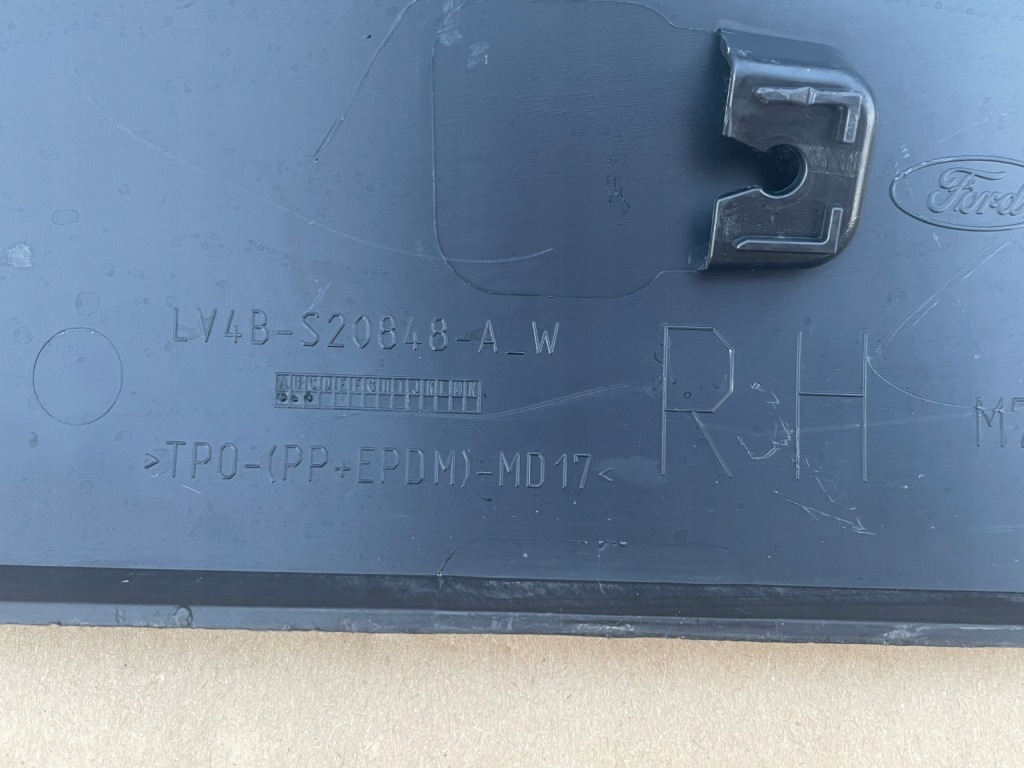 Ford
LV4B-S20848-A_W
RH
ABCDEFGHIJKLMN
>TPO-(PP+EPDM)-MD17<